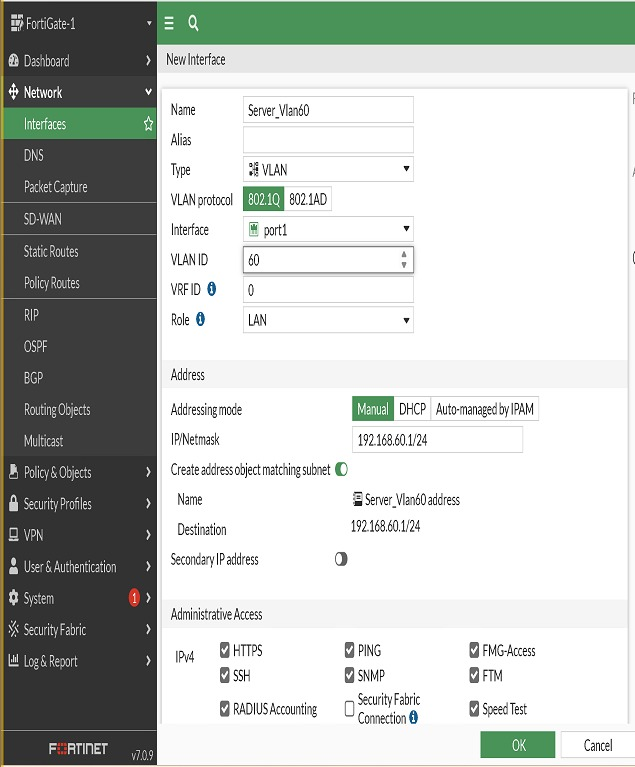 FortiGate-1
Dashboard
Network
Interfaces
DNS
Packet Capture
SD-WAN
Static Routes
Policy Routes
RIP
OSPF
BGP
Routing Objects
Multicast
Policy & Objects
Security Profiles
VPN
User & Authentication
System 1
Security Fabric
Log & Report
FORTINET v7.0.9
New Interface
Name Server_Vlan60
Alias
Type VLAN
VLAN protocol 802.1Q 802.1AD
Interface port1
VLAN ID 60
VRF ID 0
Role LAN
Address
Addressing mode Manual DHCP Auto-managed by IPAM
IP/Netmask 192.168.60.1/24
Create address object matching subnet
Name Server_Vlan60 address
Destination 192.168.60.1/24
Secondary IP address
Administrative Access
IPv4 HTTPS PING FMG-Access
SSH SNMP FTM
RADIUS Accounting Security Fabric Connection Speed Test
OK Cancel